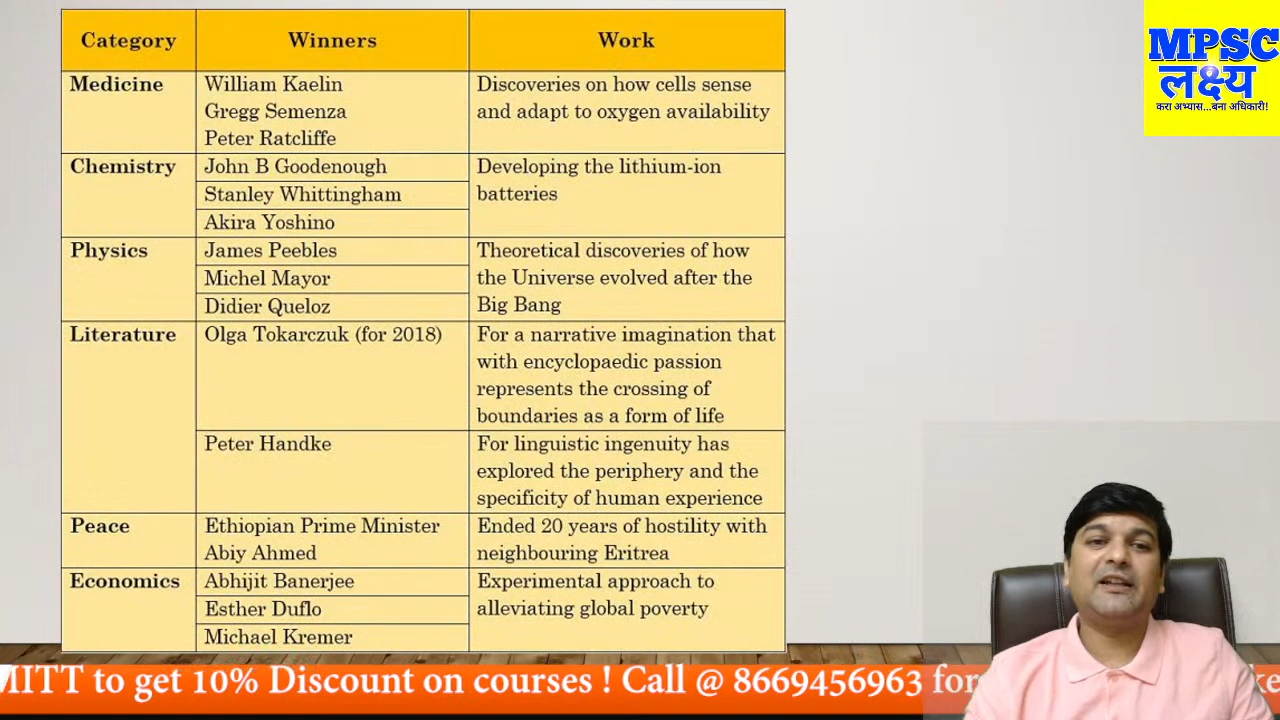 Category Winners Work
Medicine William Kaelin Discoveries on how cells sense
Gregg Semenza and adapt to oxygen availability
Peter Ratcliffe
Chemistry John B Goodenough Developing the lithium-ion
Stanley Whittingham batteries
Akira Yoshino
Physics James Peebles Theoretical discoveries of how
Michel Mayor the Universe evolved after the
Didier Queloz Big Bang
Literature Olga Tokarczuk (for 2018) For a narrative imagination that
with encyclopaedic passion
represents the crossing of
boundaries as a form of life
Peter Handke For linguistic ingenuity has
explored the periphery and the
specificity of human experience
Peace Ethiopian Prime Minister Ended 20 years of hostility with
Abiy Ahmed neighbouring Eritrea
Economics Abhijit Banerjee Experimental approach to
Esther Duflo alleviating global poverty
Michael Kremer
MPSC
लक्ष्य
करा अभ्यास...बना अधिकारी!
to get 10% Discount on courses ! Call @ 8669456963 for